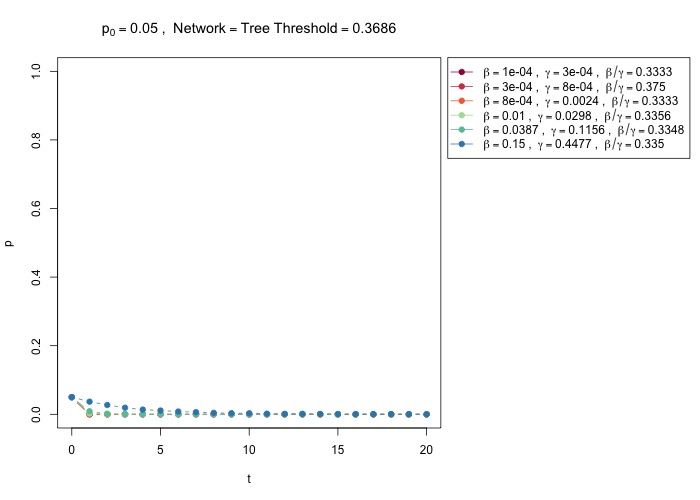 p0 = 0.05 , Network = Tree Threshold = 0.3686
β = 1e-04 , γ = 3e-04 , β/γ = 0.3333
β = 3e-04 , γ = 8e-04 , β/γ = 0.375
β = 8e-04 , γ = 0.0024 , β/γ = 0.3333
β = 0.01 , γ = 0.0298 , β/γ = 0.3356
β = 0.0387 , γ = 0.1156 , β/γ = 0.3348
β = 0.15 , γ = 0.4477 , β/γ = 0.335
1.0
0.8
0.6
0.4
0.2
0.0
p
0 5 10 15 20
t